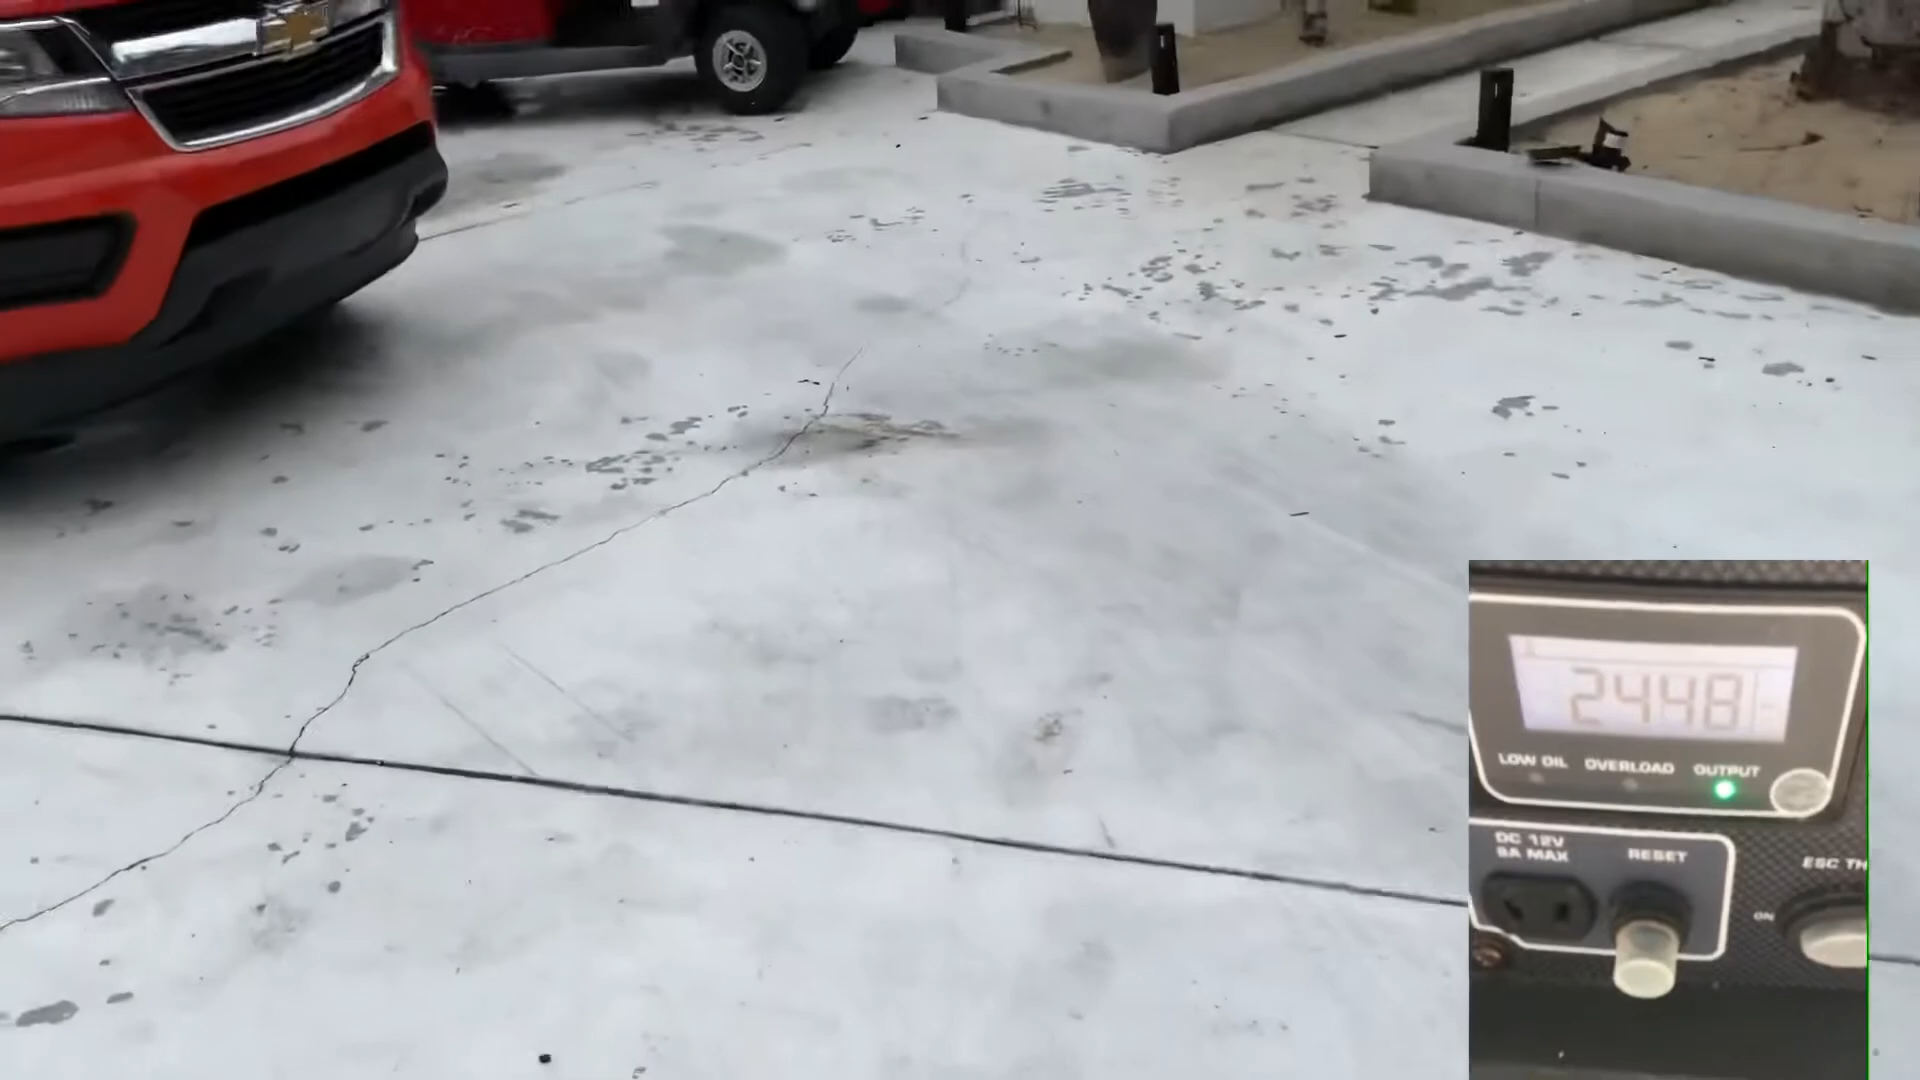 2448
LOW OIL OVERLOAD OUTPUT
DC 12V
8A MAX
RESET
ESC TH
ON